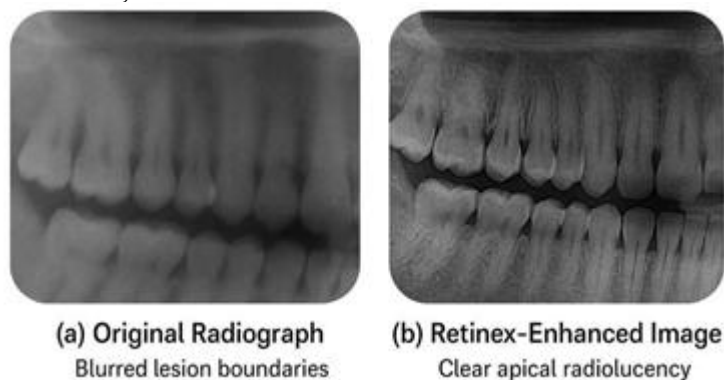 (a) Original Radiograph
Blurred lesion boundaries
(b) Retinex-Enhanced Image
Clear apical radiolucency